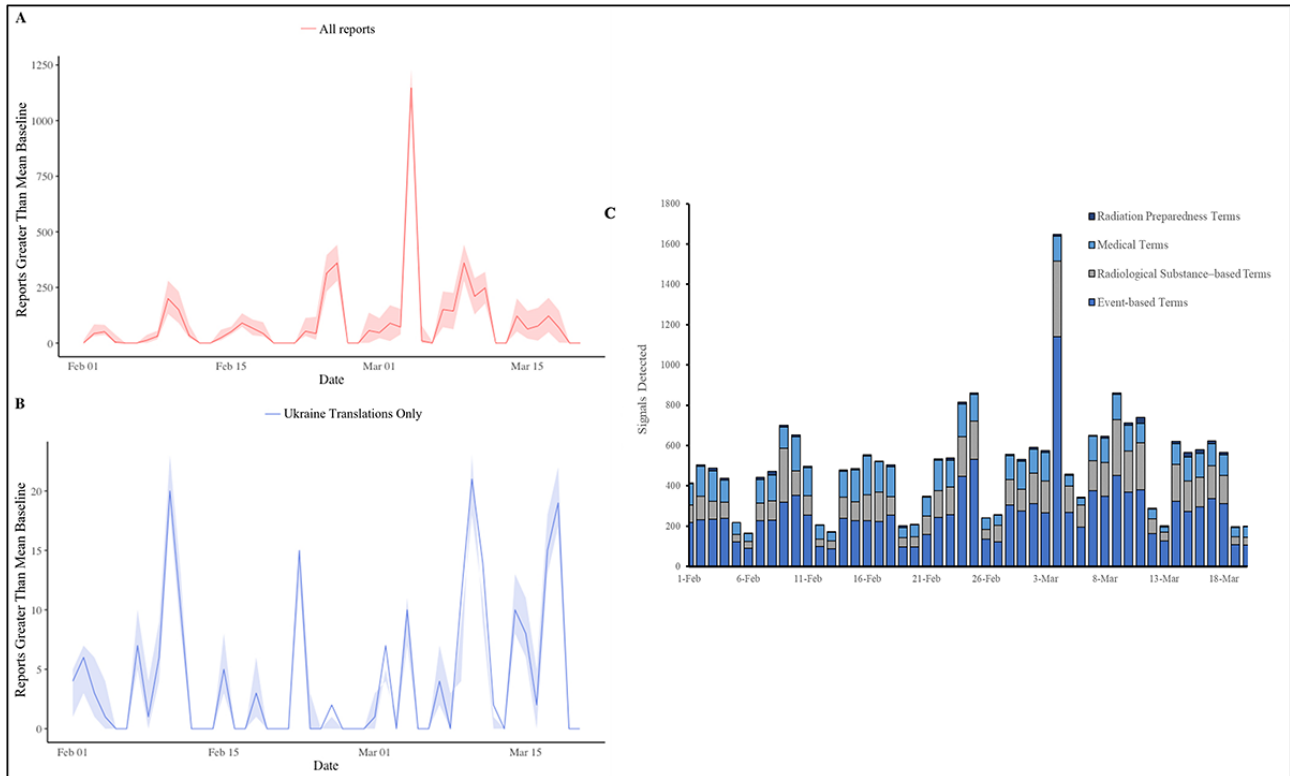 A
All reports
Reports Greater Than Mean Baseline
1250
1000
750
500
250
0
Feb 01
Feb 15
Mar 01
Mar 15
Date
B
Ukraine Translations Only
Reports Greater Than Mean Baseline
20
15
10
5
0
Feb 01
Feb 15
Mar 01
Mar 15
Date
C
Signals Detected
1800
1600
1400
1200
1000
800
600
400
200
0
1-Feb
6-Feb
11-Feb
16-Feb
21-Feb
26-Feb
3-Mar
8-Mar
13-Mar
18-Mar
Radiation Preparedness Terms
Medical Terms
Radiological Substance–based Terms
Event-based Terms